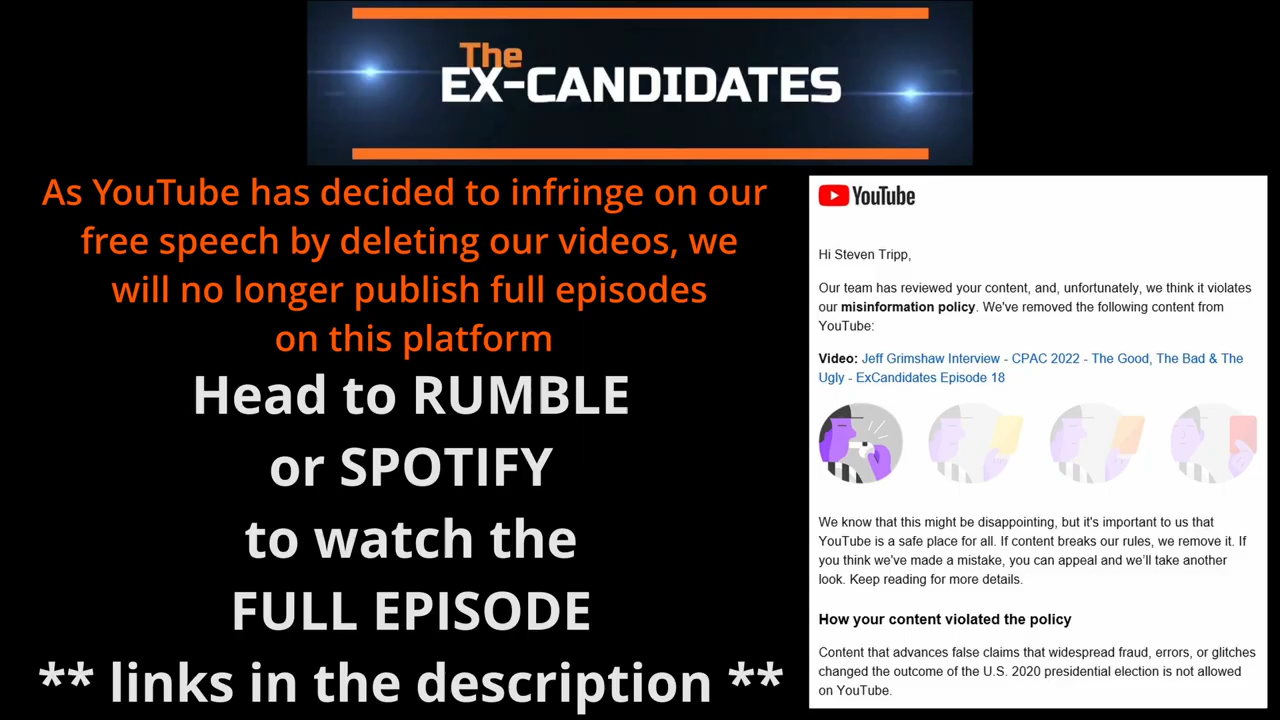 The
EX-CANDIDATES
As YouTube has decided to infringe on our
free speech by deleting our videos, we
will no longer publish full episodes
on this platform
Head to RUMBLE
or SPOTIFY
to watch the
FULL EPISODE
** links in the description **
YouTube
Hi Steven Tripp,
Our team has reviewed your content, and, unfortunately, we think it violates
our misinformation policy. We've removed the following content from
YouTube:
Video: Jeff Grimshaw Interview - CPAC 2022 - The Good, The Bad & The
Ugly - ExCandidates Episode 18
We know that this might be disappointing, but it's important to us that
YouTube is a safe place for all. If content breaks our rules, we remove it. If
you think we've made a mistake, you can appeal and we'll take another
look. Keep reading for more details.
How your content violated the policy
Content that advances false claims that widespread fraud, errors, or glitches
changed the outcome of the U.S. 2020 presidential election is not allowed
on YouTube.